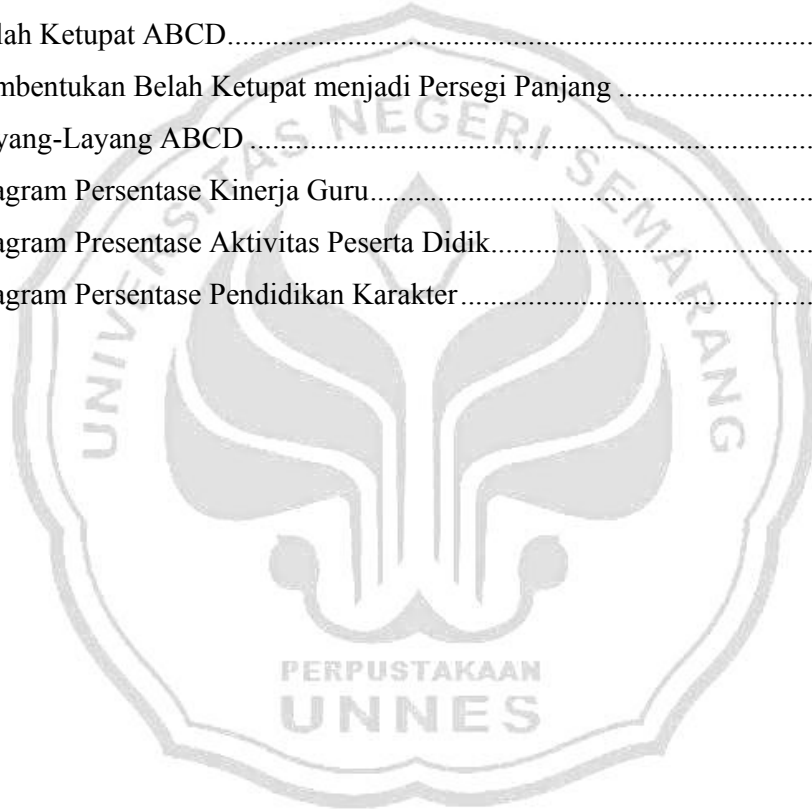 lah Ketupat ABCD........................................................................
mbentukan Belah Ketupat menjadi Persegi Panjang ........................
yang-Layang ABCD .....................................................................
agram Persentase Kinerja Guru......................................................
agram Presentase Aktivitas Peserta Didik.......................................
agram Persentase Pendidikan Karakter...........................................
UNIVERSITAS NEGERI SEMARANG
PERPUSTAKAAN
UNNES